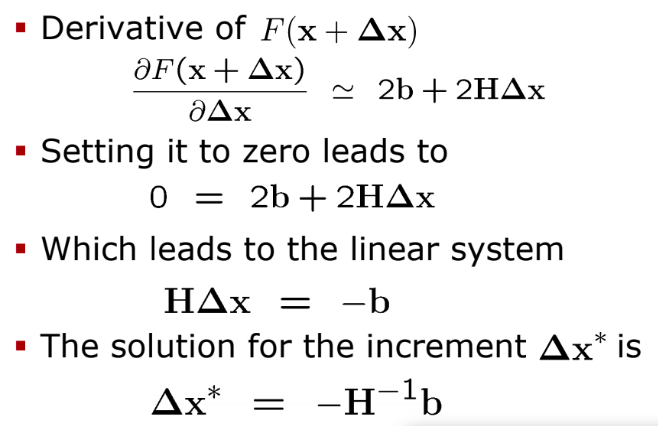 ▪ Derivative of F(x + Δx)
∂F(x + Δx)
∂Δx
≃ 2b + 2HΔx
▪ Setting it to zero leads to
0 = 2b + 2HΔx
▪ Which leads to the linear system
HΔx = −b
▪ The solution for the increment Δx* is
Δx* = −H⁻¹b